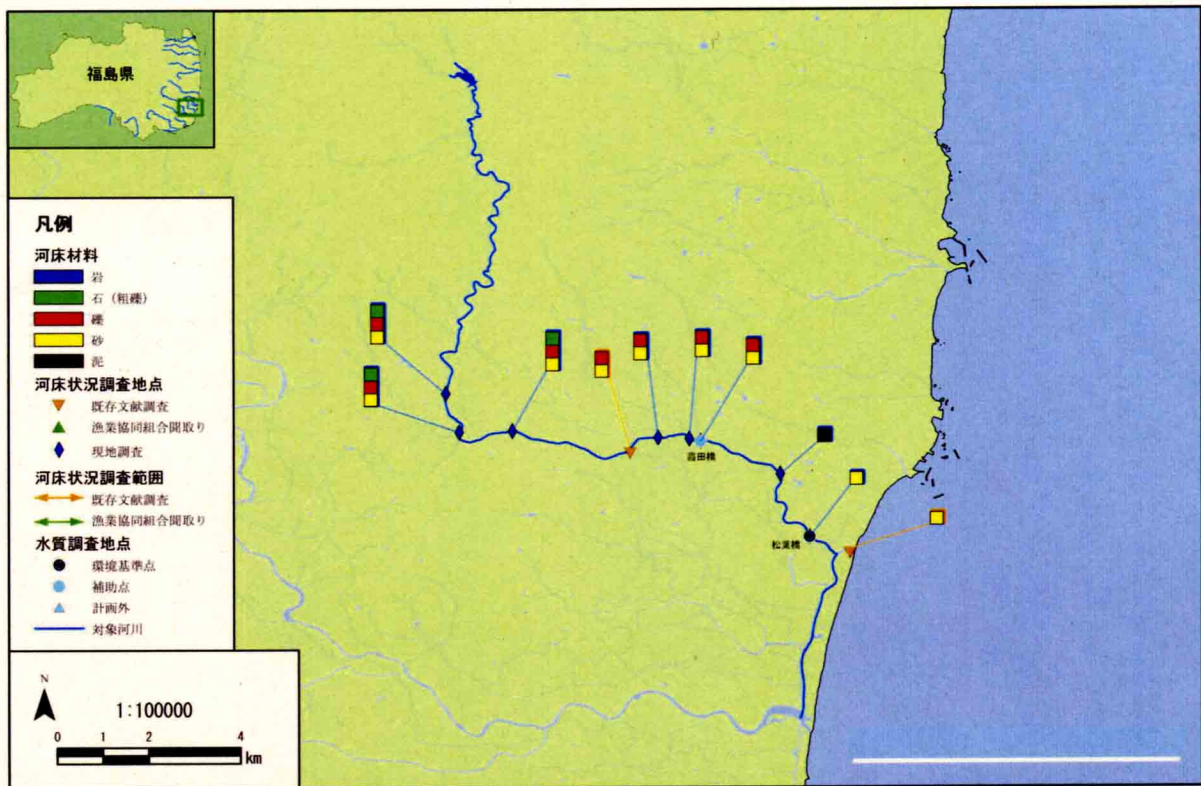 福島県
凡例
河床材料
岩
石（粗礫）
礫
砂
泥
河床状況調査地点
既存文献調査
漁業協同組合聞取り
現地調査
河床状況調査範囲
既存文献調査
漁業協同組合聞取り
水質調査地点
環境基準点
補助点
計画外
対象河川
N
1:100000
0 1 2 4
km
松葉橋